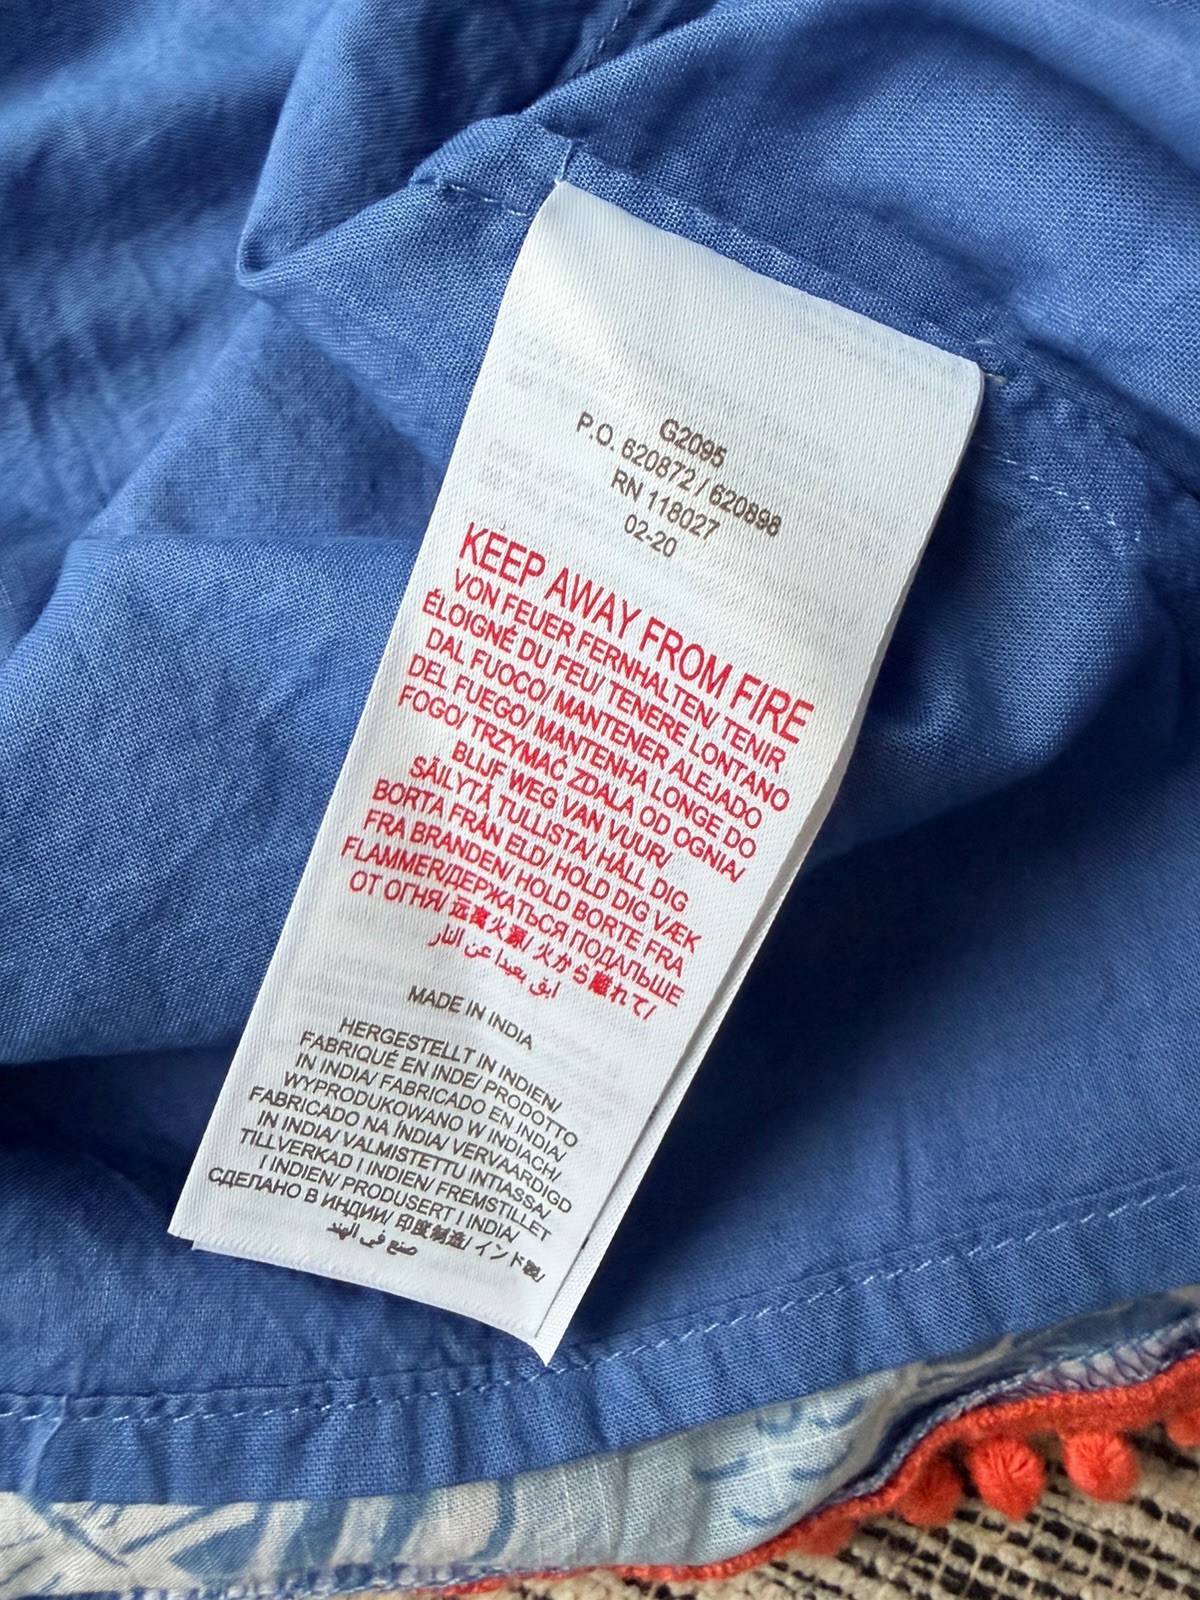 G2095
P.O. 620872 / 620898
RN 118027
02-20
KEEP AWAY FROM FIRE
VON FEUER FERNHALTEN/ TENIR
ÉLOIGNÉ DU FEU/ TENERE LONTANO
DAL FUOCO/ MANTENER ALEJADO
DEL FUEGO/ MANTENHA LONGE DO
FOGO/ TRZYMAĆ ZDALA OD OGNIA/
BLIJF WEG VAN VUUR/
SÄILYTÄ TULLISTA/ HÅLL DIG
BORTA FRÅN ELD/ HOLD DIG VÆK
FRA BRANDEN/ HOLD BORTE FRA
FLAMMER/ДЕРЖАТЬСЯ ПОДАЛЬШЕ
ОТ ОГНЯ/ 远离火源/ 火から離れて/
ابق بعيدا عن النار
MADE IN INDIA
HERGESTELLT IN INDIEN/
FABRIQUÉ EN INDE/ PRODOTTO
IN INDIA/ FABRICADO EN INDIA/
WYPRODUKOWANO W INDIACH/
FABRICADO NA ÍNDIA/ VERVAARDIGD
IN INDIA/ VALMISTETTU INTIASSA/
TILLVERKAD I INDIEN/ FREMSTILLET
I INDIEN/ PRODUSERT I INDIA/
СДЕЛАНО В ИНДИИ/ 印度制造/ インド製/
صنع في الهند